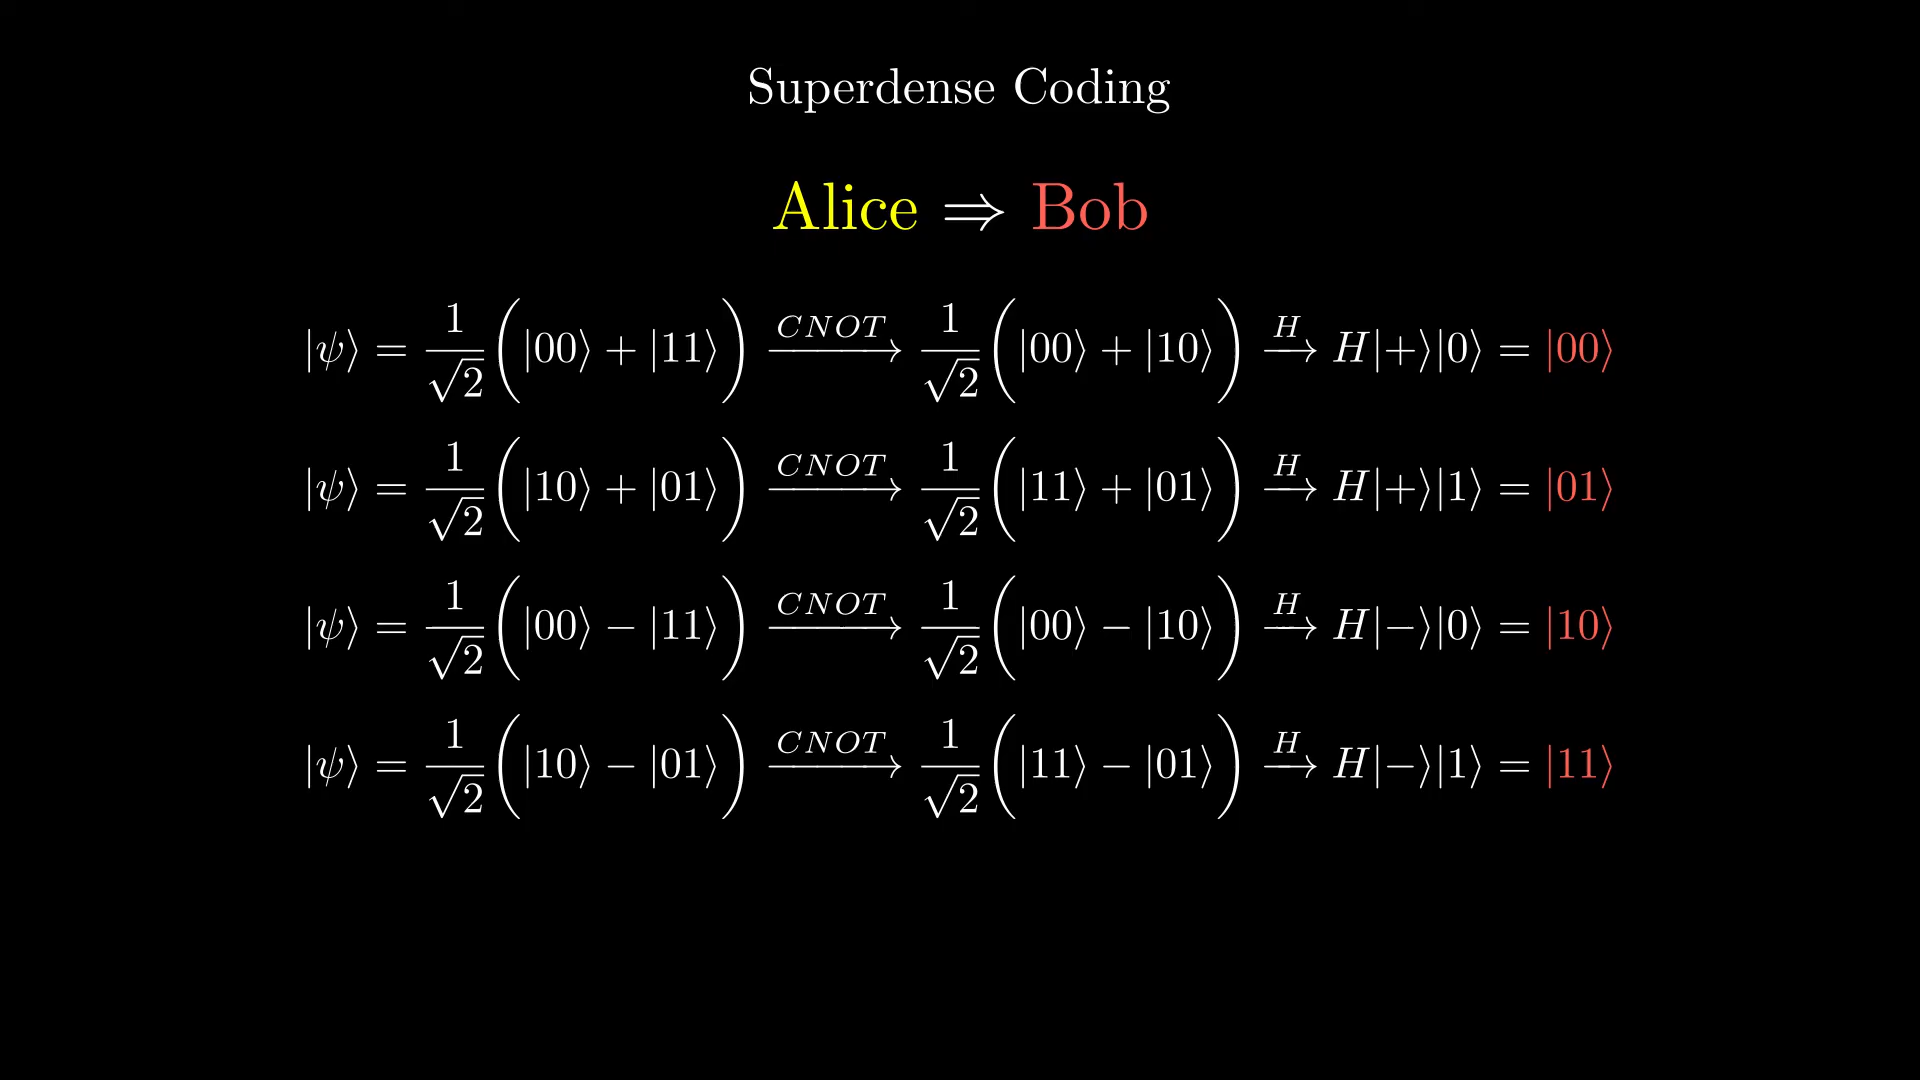 Superdense Coding
Alice ⇒ Bob
|ψ⟩ = 1/√2 (|00⟩ + |11⟩) —CNOT→ 1/√2 (|00⟩ + |10⟩) —H→ H|+⟩|0⟩ = |00⟩
|ψ⟩ = 1/√2 (|10⟩ + |01⟩) —CNOT→ 1/√2 (|11⟩ + |01⟩) —H→ H|+⟩|1⟩ = |01⟩
|ψ⟩ = 1/√2 (|00⟩ − |11⟩) —CNOT→ 1/√2 (|00⟩ − |10⟩) —H→ H|−⟩|0⟩ = |10⟩
|ψ⟩ = 1/√2 (|10⟩ − |01⟩) —CNOT→ 1/√2 (|11⟩ − |01⟩) —H→ H|−⟩|1⟩ = |11⟩